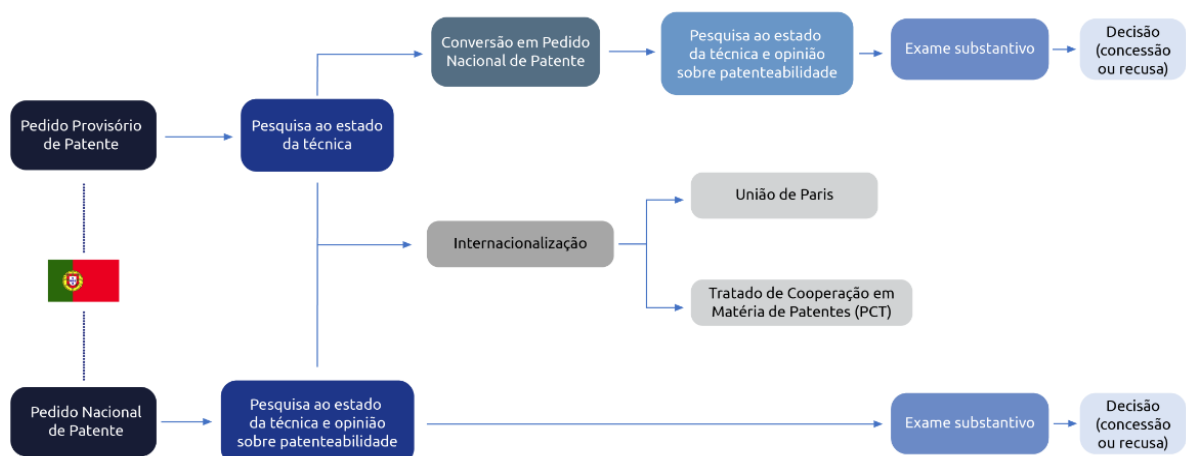 Pedido Provisório
de Patente
Pesquisa ao estado
da técnica
Conversão em Pedido
Nacional de Patente
Pesquisa ao estado
da técnica e opinião
sobre patenteabilidade
Exame substantivo
Decisão
(concessão
ou recusa)
Internacionalização
União de Paris
Tratado de Cooperação em
Matéria de Patentes (PCT)
Pedido Nacional
de Patente
Pesquisa ao estado
da técnica e opinião
sobre patenteabilidade
Exame substantivo
Decisão
(concessão
ou recusa)